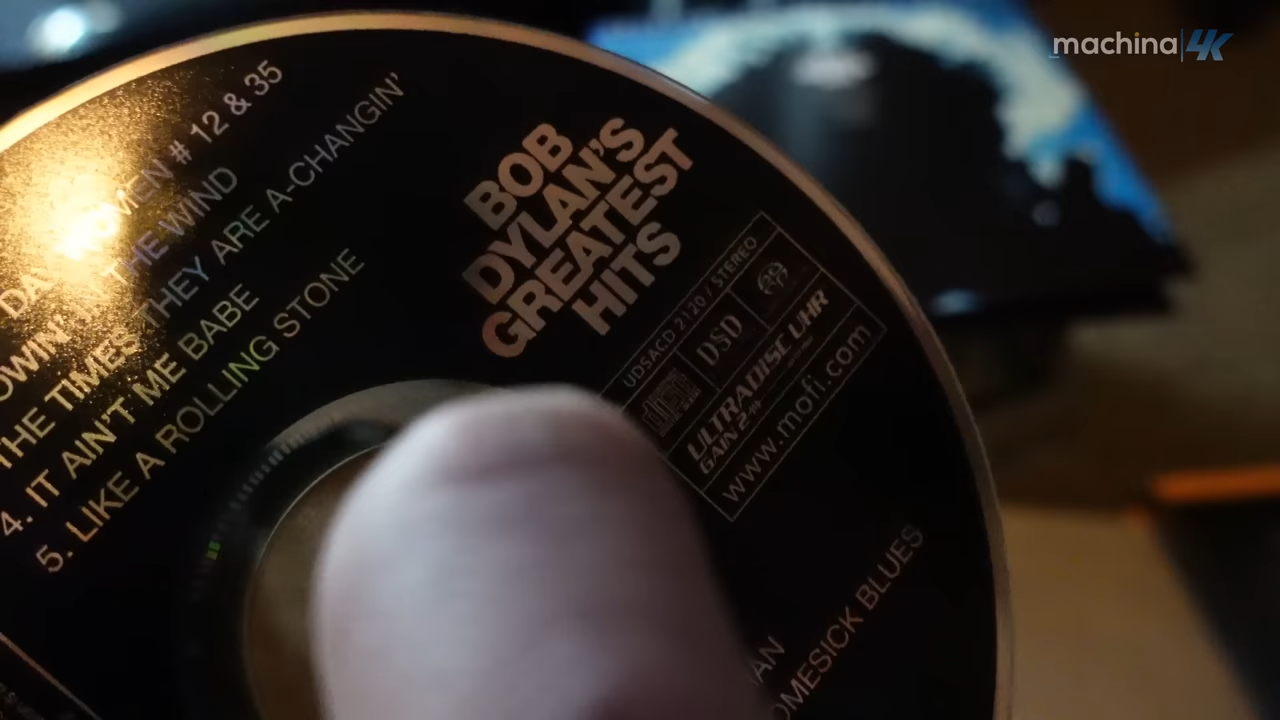 machina|4K
# 12 & 35
THE WIND
THE TIMES THEY ARE A-CHANGIN'
4. IT AIN'T ME BABE
5. LIKE A ROLLING STONE
BOB
DYLAN'S
GREATEST
HITS
UDSACD 2120 / STEREO
DSD
ULTRADISC UHR
GAIN 2
www.mofi.com
BLUES